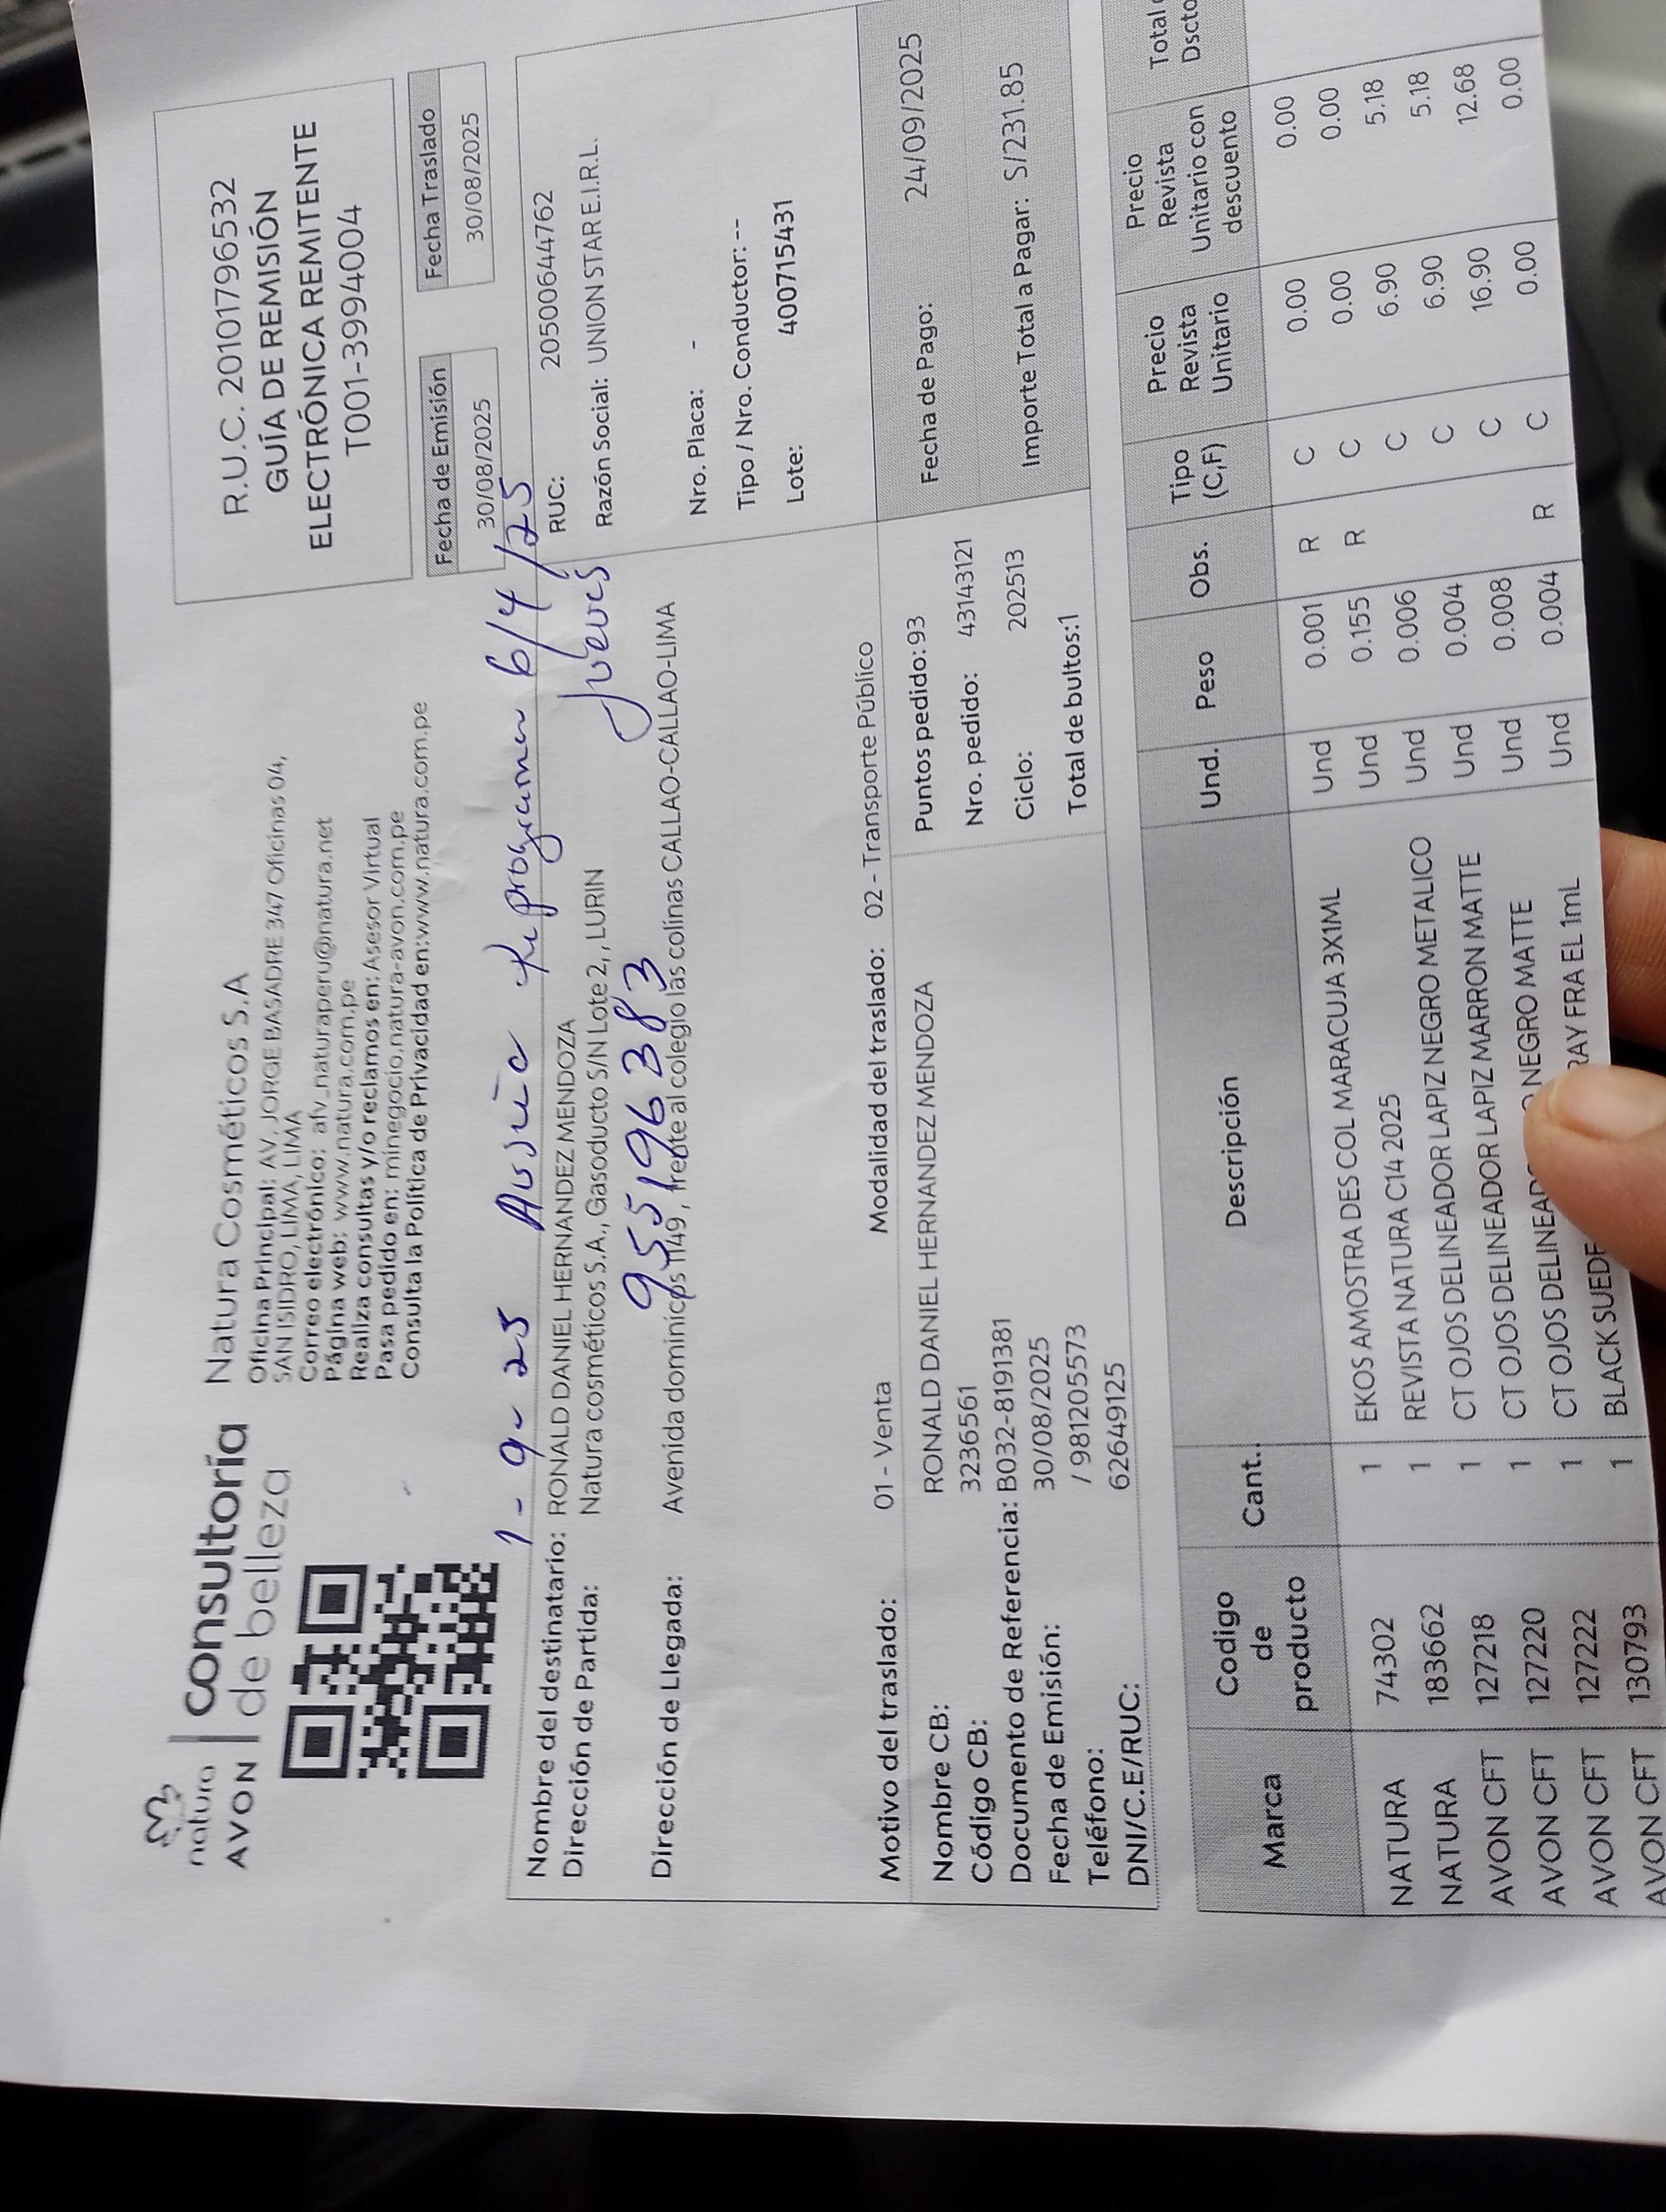 natura
AVON
Consultoría
de belleza
Natura Cosméticos S.A
Oficina Principal: AV, JORGE BASADRE 347 Oficinas 04,
SAN ISIDRO, LIMA, LIMA
Correo electrónico: afv_naturaperu@natura.net
Página web: www.natura.com.pe
Realiza consultas y/o reclamos en: Asesor Virtual
Pasa pedido en: minegocio.natura-avon.com.pe
Consulta la Política de Privacidad en:www.natura.com.pe
R.U.C. 20101796532
GUÍA DE REMISIÓN
ELECTRÓNICA REMITENTE
T001-3994004
Fecha de Emisión
30/08/2025
Fecha Traslado
30/08/2025
1-9-25 Reprogramar 6/4/25
Jueves
955196383
Nombre del destinatario: RONALD DANIEL HERNANDEZ MENDOZA
Dirección de Partida: Natura cosméticos S.A., Gasoducto S/N Lote 2, , LURIN
Dirección de Llegada: Avenida dominicos 1149 , frente al colegio las colinas CALLAO-CALLAO-LIMA
RUC: 20500644762
Razón Social: UNION STAR E.I.R.L.
Nro. Placa: -
Tipo / Nro. Conductor: --
Lote: 400715431
Motivo del traslado: 01 - Venta Modalidad del traslado: 02 - Transporte Público
Nombre CB: RONALD DANIEL HERNANDEZ MENDOZA
Código CB: 3236561
Documento de Referencia: B032-8191381
Fecha de Emisión: 30/08/2025
Teléfono: / 981205573
DNI/C.E/RUC: 62649125
Puntos pedido: 93
Nro. pedido: 43143121
Ciclo: 202513
Total de bultos:1
Fecha de Pago: 24/09/2025
Importe Total a Pagar: S/231.85
Marca Codigo de producto Cant.. Descripción Und. Peso Obs. Tipo (C,F) Precio Revista Unitario Precio Revista Unitario con descuento Total Dscto
NATURA 74302 1 EKOS AMOSTRA DES COL MARACUJA 3X1ML Und 0.001 R C 0.00 0.00
NATURA 183662 1 REVISTA NATURA C14 2025 Und 0.155 R C 0.00 0.00
AVON CFT 127218 1 CT OJOS DELINEADOR LAPIZ NEGRO METALICO Und 0.006 C 6.90 5.18
AVON CFT 127220 1 CT OJOS DELINEADOR LAPIZ MARRON MATTE Und 0.004 C 6.90 5.18
AVON CFT 127222 1 CT OJOS DELINEAD NEGRO MATTE Und 0.008 C 16.90 12.68
AVON CFT 130793 1 BLACK SUEDE RAY FRA EL 1mL Und 0.004 R C 0.00 0.00